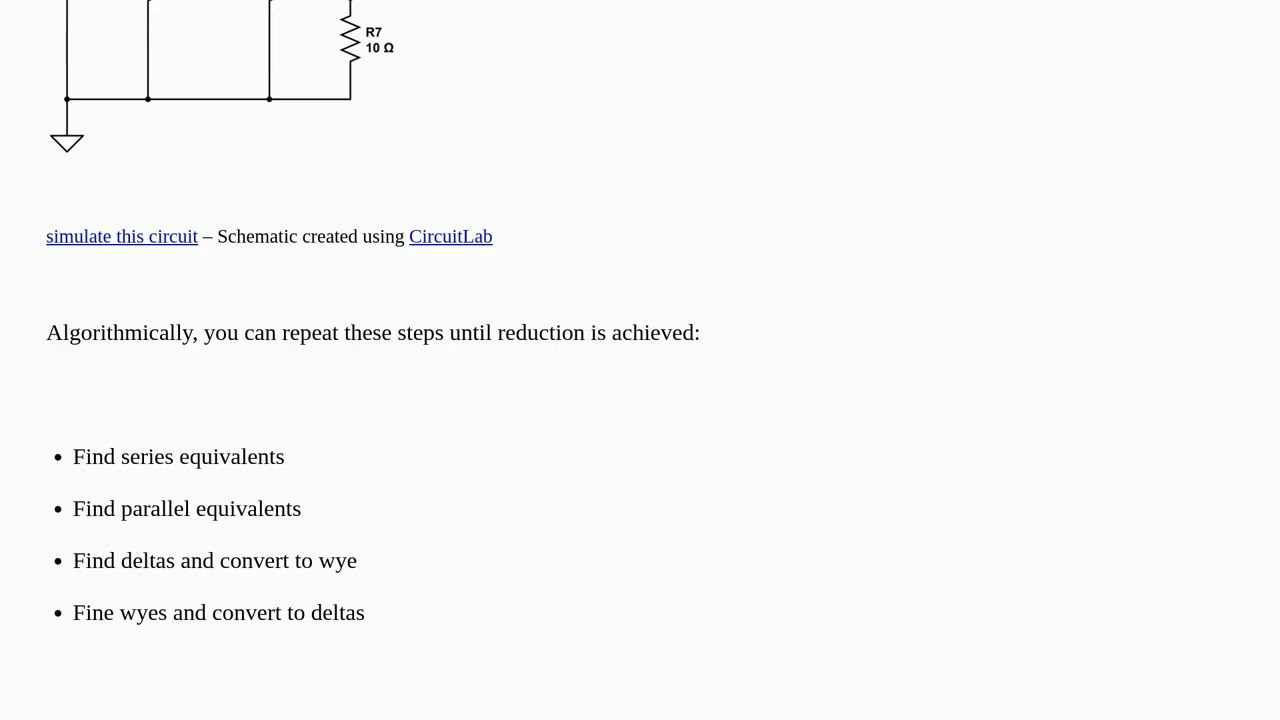 R7
10 Ω
simulate this circuit – Schematic created using CircuitLab
Algorithmically, you can repeat these steps until reduction is achieved:
• Find series equivalents
• Find parallel equivalents
• Find deltas and convert to wye
• Fine wyes and convert to deltas